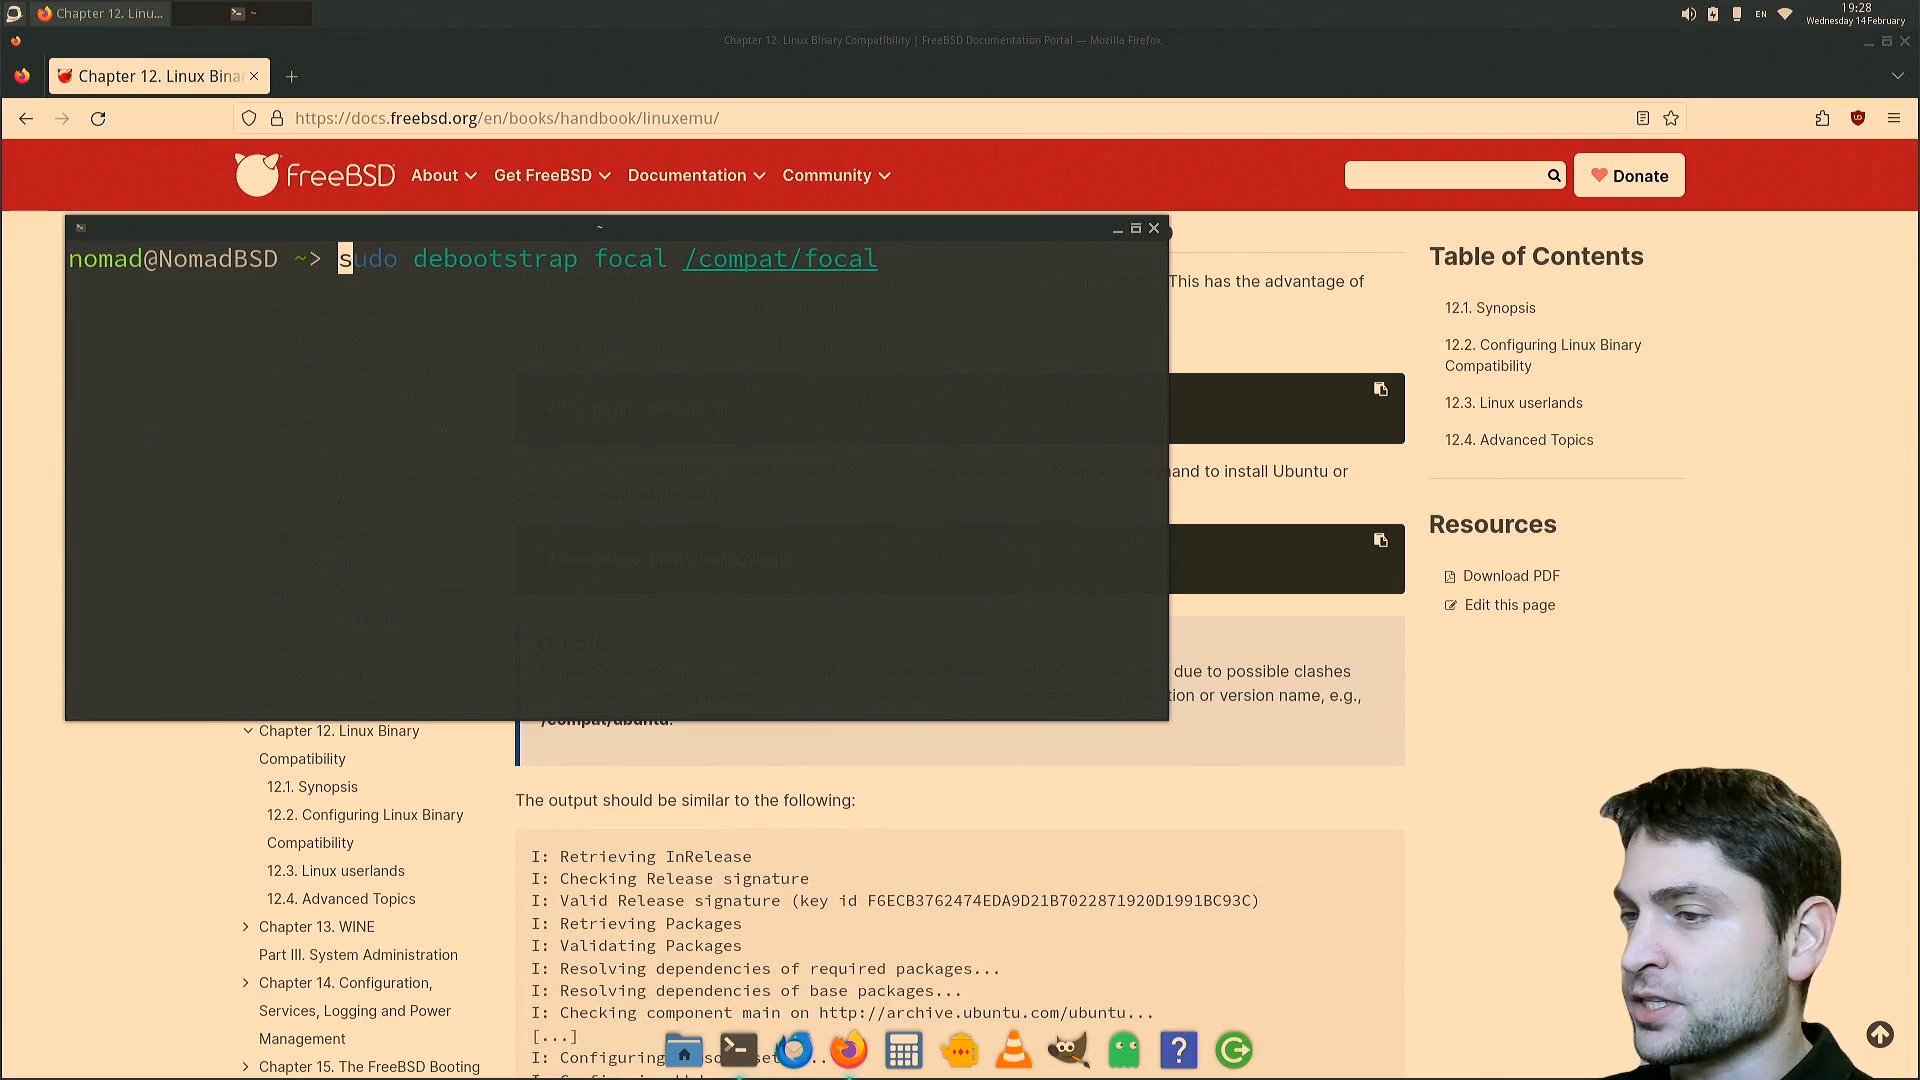 Chapter 12. Linu...
~
EN
19:28
Wednesday 14 February
Chapter 12. Linux Binary Compatibility | FreeBSD Documentation Portal — Mozilla Firefox
Chapter 12. Linux Bina
https://docs.freebsd.org/en/books/handbook/linuxemu/
FreeBSD
About
Get FreeBSD
Documentation
Community
Donate
~
nomad@NomadBSD ~> sudo debootstrap focal /compat/focal
This has the advantage of
and to install Ubuntu or
Note
due to possible clashes
tion or version name, e.g.,
/compat/ubuntu.
Table of Contents
12.1. Synopsis
12.2. Configuring Linux Binary
Compatibility
12.3. Linux userlands
12.4. Advanced Topics
Resources
Download PDF
Edit this page
Chapter 12. Linux Binary
Compatibility
12.1. Synopsis
12.2. Configuring Linux Binary
Compatibility
12.3. Linux userlands
12.4. Advanced Topics
Chapter 13. WINE
Part III. System Administration
Chapter 14. Configuration,
Services, Logging and Power
Management
Chapter 15. The FreeBSD Booting
The output should be similar to the following:
I: Retrieving InRelease
I: Checking Release signature
I: Valid Release signature (key id F6ECB3762474EDA9D21B7022871920D1991BC93C)
I: Retrieving Packages
I: Validating Packages
I: Resolving dependencies of required packages...
I: Resolving dependencies of base packages...
I: Checking component main on http://archive.ubuntu.com/ubuntu...
[...]
I: Configuring